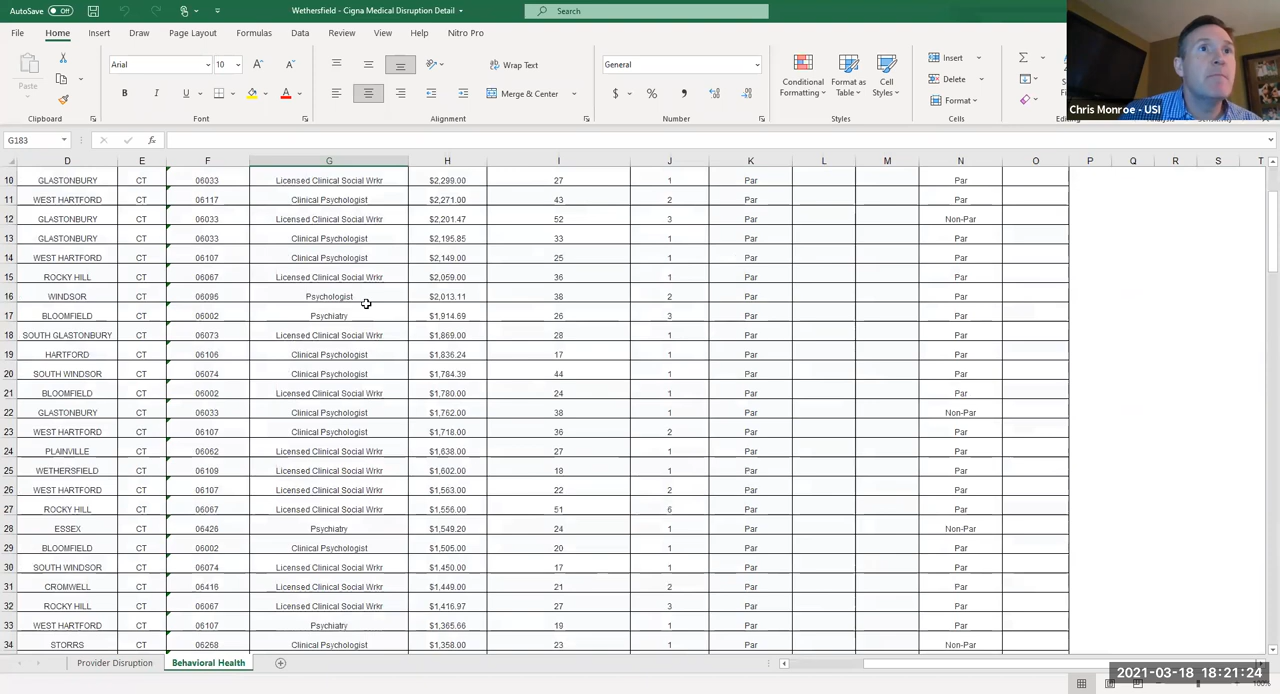 AutoSave Off Wethersfield - Cigna Medical Disruption Detail Search
File Home Insert Draw Page Layout Formulas Data Review View Help Nitro Pro
Paste
Clipboard
Arial 10
B U A
Font
Wrap Text
Merge & Center
Alignment
General
$ %
Number
Conditional Formatting
Format as Table
Cell Styles
Styles
Insert
Delete
Format
Cells
Chris Monroe - USI
G183 fx
D E F G H I J K L M N O P Q R S T
10 GLASTONBURY CT 06033 Licensed Clinical Social Wrkr $2,299.00 27 1 Par Par
11 WEST HARTFORD CT 06117 Clinical Psychologist $2,271.00 43 2 Par Par
12 GLASTONBURY CT 06033 Licensed Clinical Social Wrkr $2,201.47 52 3 Par Non-Par
13 GLASTONBURY CT 06033 Clinical Psychologist $2,195.85 33 1 Par Par
14 WEST HARTFORD CT 06107 Clinical Psychologist $2,149.00 25 1 Par Par
15 ROCKY HILL CT 06067 Licensed Clinical Social Wrkr $2,059.00 36 1 Par Par
16 WINDSOR CT 06095 Psychologist $2,013.11 38 2 Par Par
17 BLOOMFIELD CT 06002 Psychiatry $1,914.69 26 3 Par Par
18 SOUTH GLASTONBURY CT 06073 Licensed Clinical Social Wrkr $1,869.00 28 1 Par Par
19 HARTFORD CT 06106 Clinical Psychologist $1,836.24 17 1 Par Par
20 SOUTH WINDSOR CT 06074 Clinical Psychologist $1,784.39 44 1 Par Par
21 BLOOMFIELD CT 06002 Licensed Clinical Social Wrkr $1,780.00 24 1 Par Par
22 GLASTONBURY CT 06033 Clinical Psychologist $1,762.00 38 1 Par Non-Par
23 WEST HARTFORD CT 06107 Clinical Psychologist $1,718.00 36 2 Par Par
24 PLAINVILLE CT 06062 Licensed Clinical Social Wrkr $1,638.00 27 1 Par Par
25 WETHERSFIELD CT 06109 Licensed Clinical Social Wrkr $1,602.00 18 1 Par Par
26 WEST HARTFORD CT 06107 Licensed Clinical Social Wrkr $1,563.00 22 2 Par Par
27 ROCKY HILL CT 06067 Licensed Clinical Social Wrkr $1,556.00 51 6 Par Par
28 ESSEX CT 06426 Psychiatry $1,549.20 24 1 Par Non-Par
29 BLOOMFIELD CT 06002 Clinical Psychologist $1,505.00 20 1 Par Par
30 SOUTH WINDSOR CT 06074 Licensed Clinical Social Wrkr $1,450.00 17 1 Par Par
31 CROMWELL CT 06416 Licensed Clinical Social Wrkr $1,449.00 21 2 Par Par
32 ROCKY HILL CT 06067 Licensed Clinical Social Wrkr $1,416.97 27 3 Par Par
33 WEST HARTFORD CT 06107 Psychiatry $1,365.66 19 1 Par Par
34 STORRS CT 06268 Clinical Psychologist $1,358.00 23 1 Par Non-Par
Provider Disruption Behavioral Health
2021-03-18 18:21:24